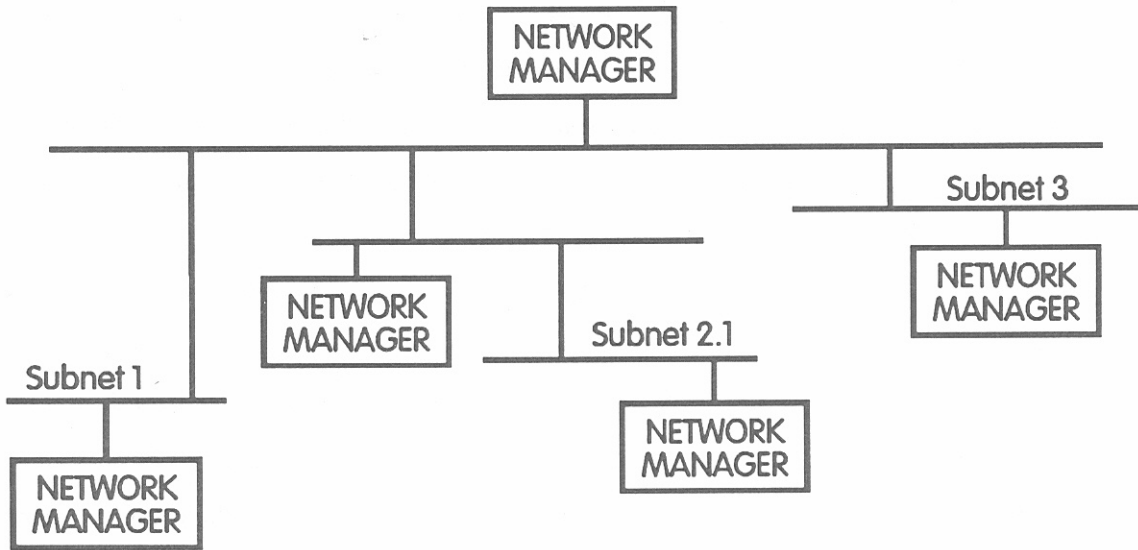 NETWORK
MANAGER
Subnet 3
NETWORK
MANAGER
NETWORK
MANAGER
Subnet 2.1
Subnet 1
NETWORK
MANAGER
NETWORK
MANAGER